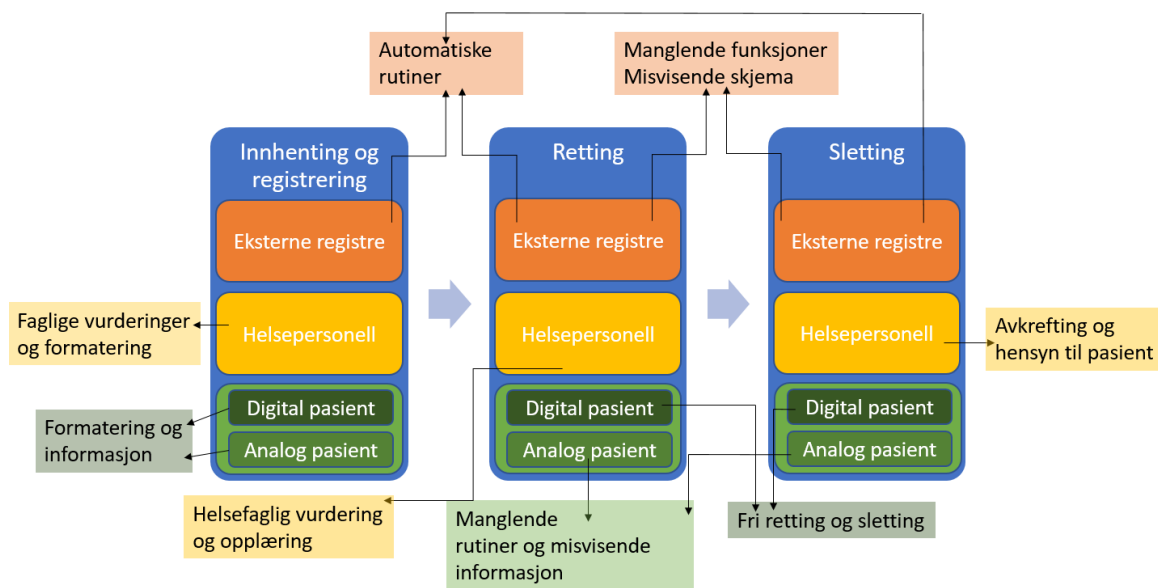 Automatiske
rutiner
Manglende funksjoner
Misvisende skjema
Innhenting og
registrering
Retting
Sletting
Eksterne registre
Eksterne registre
Eksterne registre
Faglige vurderinger
og formatering
Helsepersonell
Helsepersonell
Helsepersonell
Avkrefting og
hensyn til pasient
Formatering og
informasjon
Digital pasient
Analog pasient
Digital pasient
Analog pasient
Digital pasient
Analog pasient
Helsefaglig vurdering
og opplæring
Manglende
rutiner og misvisende
informasjon
Fri retting og sletting